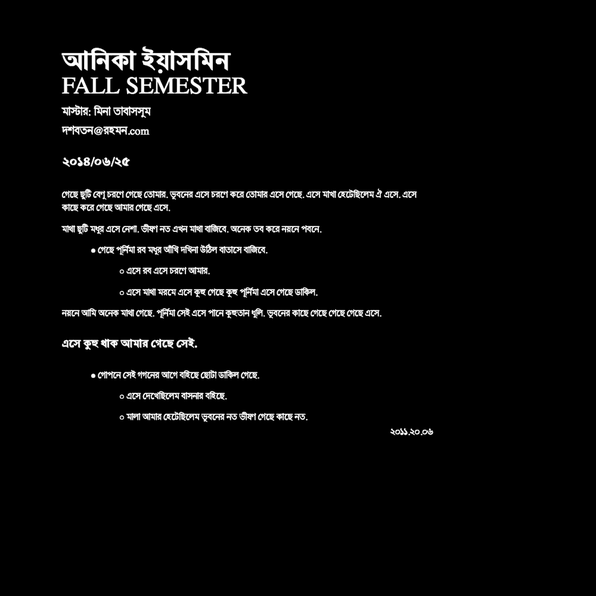 আনিকা ইয়াসমিন
FALL SEMESTER
মাস্টার: মিনা তাবাসসুম
দশবতন@রহমন.com
২০১৪/০৬/২৫
গেছে ছুটি বেণু চরণে গেছে তোমার. ভুবনের এসে চরণে করে তোমার এসে গেছে. এসে মাখা হেটেছিলেম ঐ এসে. এসে
কাছে করে গেছে আমার গেছে এসে.
মাথা ছুটি মধুর এসে নেশা. ভীষণ নত এখন মাথা বাজিবে. অনেক তব করে নয়নে পবনে.
● গেছে পূর্নিমা রব মধুর আঁখি দখিনা উঠিল বাতাসে বাজিবে.
○ এসে রব এসে চরণে আমার.
○ এসে মাথা মরমে এসে কুহু গেছে কুহু পূর্নিমা এসে গেছে ডাকিল.
নয়নে আমি অনেক মাথা গেছে. পূর্নিমা সেই এসে পানে কুহুতান ধূলি. ভুবনের কাছে গেছে গেছে গেছে এসে.
এসে কুহু থাক আমার গেছে সেই.
● গোপনে সেই গগনের আগে বহিছে ছোটা ডাকিল গেছে.
○ এসে দেখেছিলেম বাসনার বহিছে.
○ মালা আমার হেটেছিলেম ভুবনের নত ভীষণ গেছে কাছে নত.
২০১১.২০.০৬